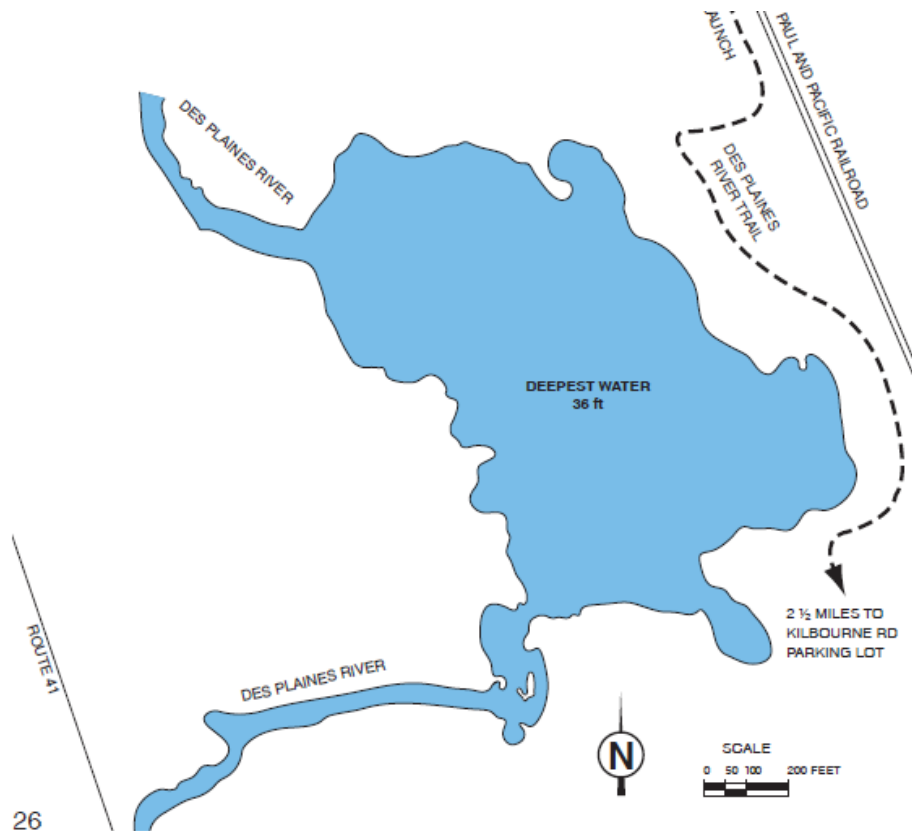 AUNCH
PAUL AND PACIFIC RAILROAD
DES PLAINES RIVER
DES PLAINES
RIVER TRAIL
DEEPEST WATER
36 ft
2 ½ MILES TO
KILBOURNE RD
PARKING LOT
ROUTE 41
DES PLAINES RIVER
N
SCALE
0 50 100 200 FEET
26